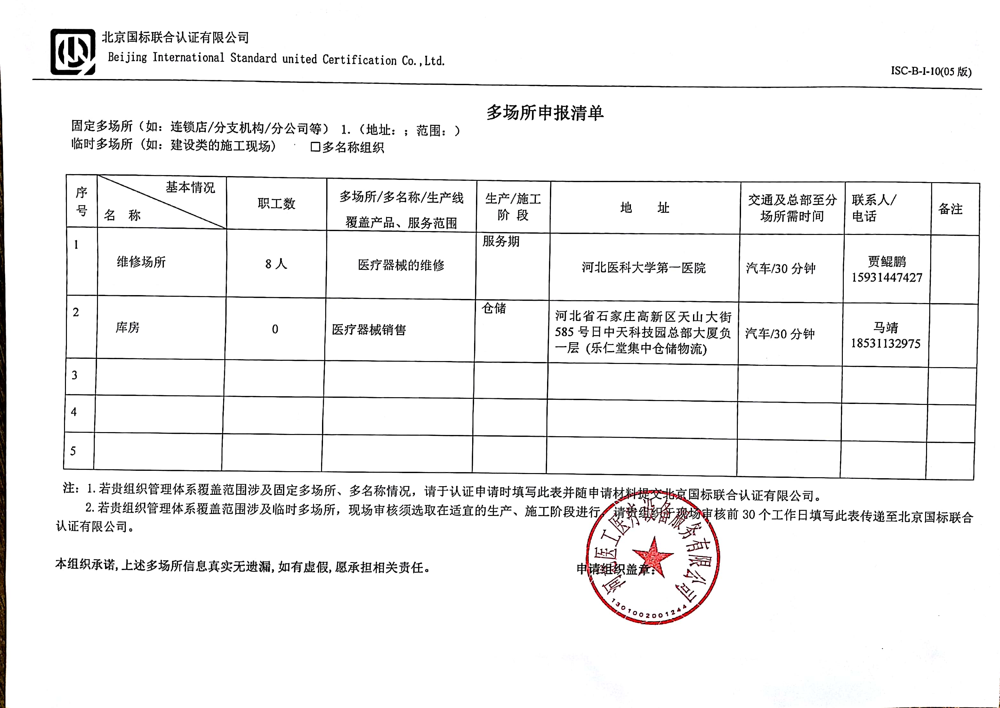 北京国标联合认证有限公司
Beijing International Standard united Certification Co.,Ltd.
ISC-B-I-10(05 版)
多场所申报清单
固定多场所（如：连锁店/分支机构/分公司等） 1.（地址：；范围：）
临时多场所（如：建设类的施工现场） 口多名称组织
序号 基本情况 名 称 职工数 多场所/多名称/生产线覆盖产品、服务范围 生产/施工阶 段 地 址 交通及总部至分场所需时间 联系人/电话 备注
1 维修场所 8 人 医疗器械的维修 服务期 河北医科大学第一医院 汽车/30 分钟 贾鲲鹏 15931447427
2 库房 0 医疗器械销售 仓储 河北省石家庄高新区天山大街 585 号日中天科技园总部大厦负一层 (乐仁堂集中仓储物流) 汽车/30 分钟 马靖 18531132975
3
4
5
注：1.若贵组织管理体系覆盖范围涉及固定多场所、多名称情况，请于认证申请时填写此表并随申请材料提交北京国标联合认证有限公司。
2.若贵组织管理体系覆盖范围涉及临时多场所，现场审核须选取在适宜的生产、施工阶段进行，请贵组织于现场审核前 30 个工作日填写此表传递至北京国标联合
认证有限公司。
本组织承诺,上述多场所信息真实无遗漏,如有虚假,愿承担相关责任。
申请组织盖章：
医工医疗设备服务有限公司
1301002001244